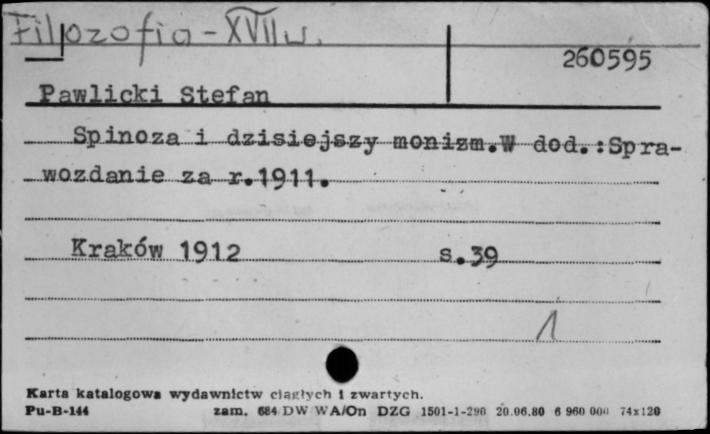 Filozofia - XVII w.
260595
Pawlicki Stefan
Spinoza i dzisiejszy monizm.W dod.:Spra-
wozdanie za r.1911.
Kraków 1912 s.39
1
Karta katalogowa wydawnictw ciągłych i zwartych.
Pu-B-144 zam. 684 DW WA/On DZG 1501-1-290 20.06.80 6 960 000 74x120